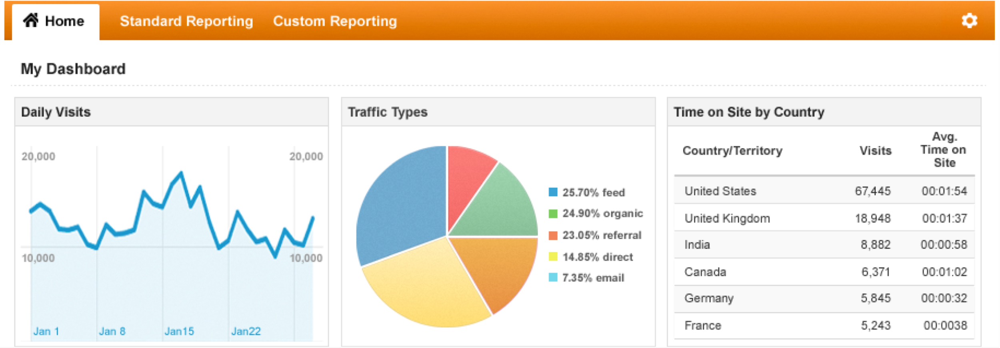 Home Standard Reporting Custom Reporting
My Dashboard
Daily Visits
20,000 20,000
10,000 10,000
Jan 1 Jan 8 Jan15 Jan22
Traffic Types
25.70% feed
24.90% organic
23.05% referral
14.85% direct
7.35% email
Time on Site by Country
Country/Territory Visits Avg. Time on Site
United States 67,445 00:01:54
United Kingdom 18,948 00:01:37
India 8,882 00:00:58
Canada 6,371 00:01:02
Germany 5,845 00:00:32
France 5,243 00:0038